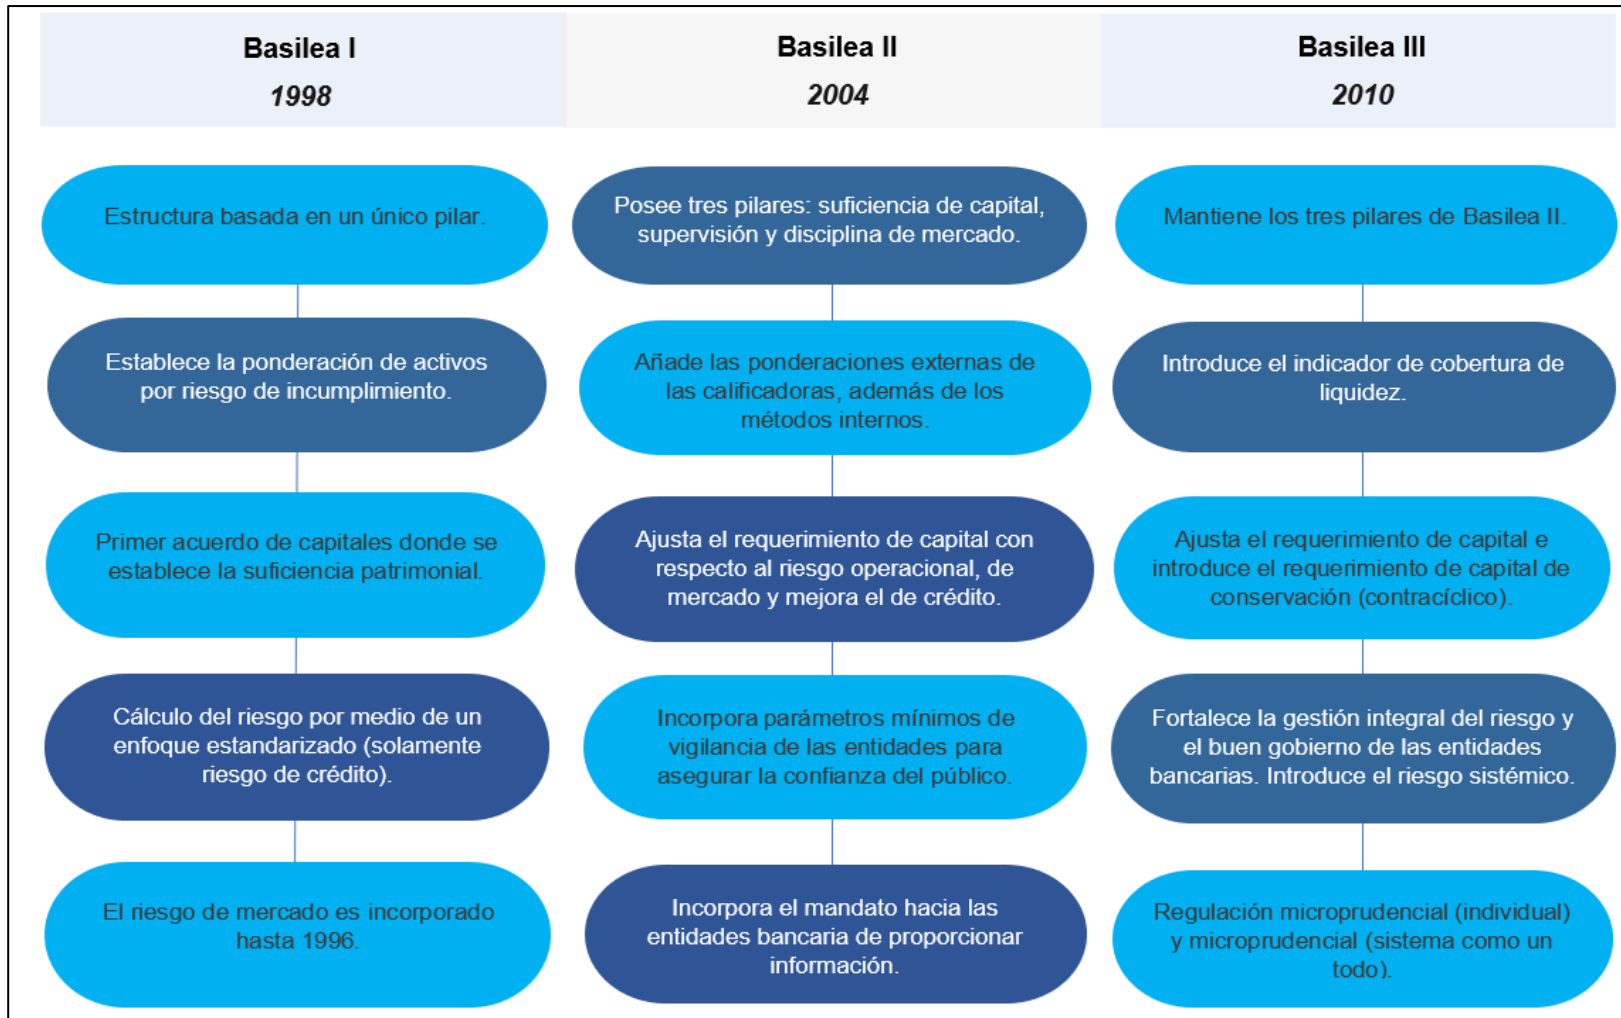 Basilea I
1998
Estructura basada en un único pilar.
Establece la ponderación de activos
por riesgo de incumplimiento.
Primer acuerdo de capitales donde se
establece la suficiencia patrimonial.
Cálculo del riesgo por medio de un
enfoque estandarizado (solamente
riesgo de crédito).
El riesgo de mercado es incorporado
hasta 1996.
Basilea II
2004
Posee tres pilares: suficiencia de capital,
supervisión y disciplina de mercado.
Añade las ponderaciones externas de
las calificadoras, además de los
métodos internos.
Ajusta el requerimiento de capital con
respecto al riesgo operacional, de
mercado y mejora el de crédito.
Incorpora parámetros mínimos de
vigilancia de las entidades para
asegurar la confianza del público.
Incorpora el mandato hacia las
entidades bancaria de proporcionar
información.
Basilea III
2010
Mantiene los tres pilares de Basilea II.
Introduce el indicador de cobertura de
liquidez.
Ajusta el requerimiento de capital e
introduce el requerimiento de capital de
conservación (contracíclico).
Fortalece la gestión integral del riesgo y
el buen gobierno de las entidades
bancarias. Introduce el riesgo sistémico.
Regulación microprudencial (individual)
y microprudencial (sistema como un
todo).